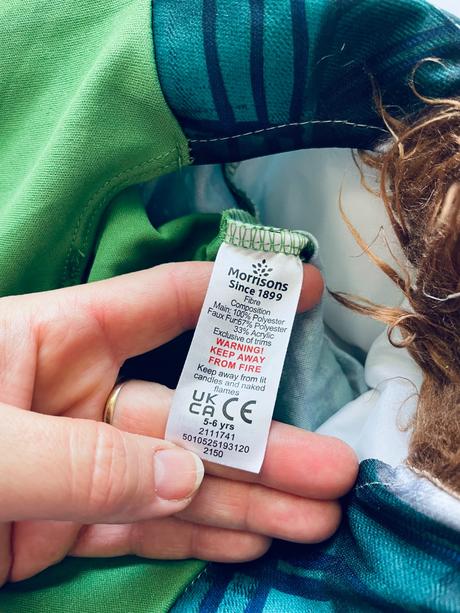 Morrisons
Since 1899
Fibre
Composition
Main: 100% Polyester
Faux Fur:67% Polyester
33% Acrylic
Exclusive of trims
WARNING!
KEEP AWAY
FROM FIRE
Keep away from lit
candles and naked
flames
UK
CA CE
5-6 yrs
2111741
5010525193120
2150